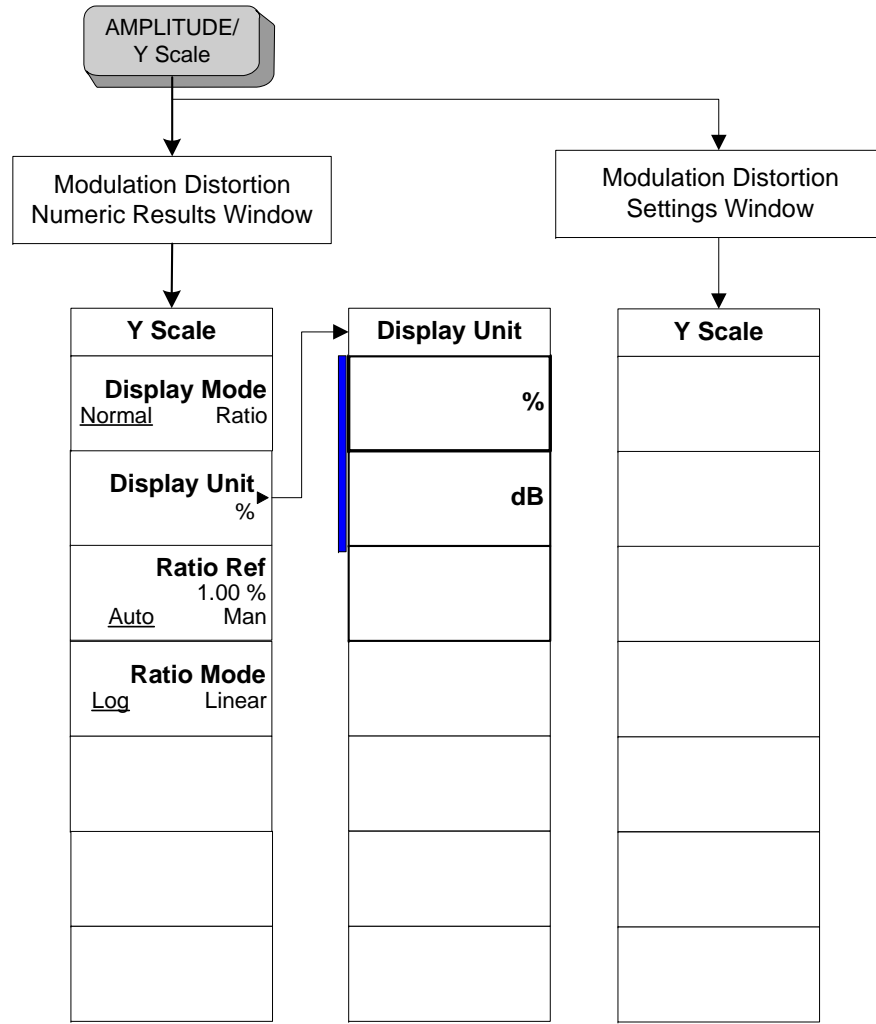 AMPLITUDE/
Y Scale
Modulation Distortion
Numeric Results Window
Modulation Distortion
Settings Window
Y Scale
Display Mode
Normal Ratio
Display Unit
%
Ratio Ref
1.00 %
Auto Man
Ratio Mode
Log Linear
Display Unit
%
dB
Y Scale